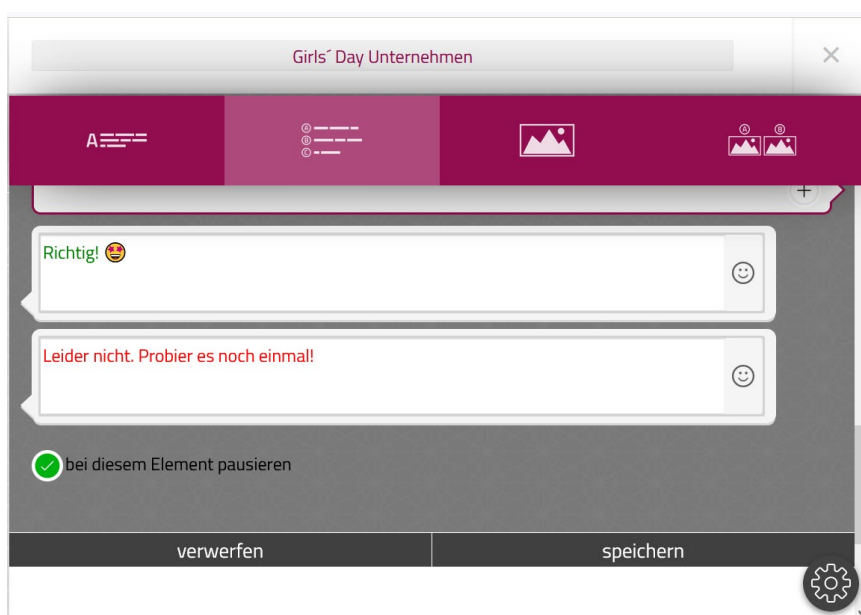 Girls´ Day Unternehmen
A
A
B
C
A B
Richtig! 🤩
Leider nicht. Probier es noch einmal!
bei diesem Element pausieren
verwerfen speichern